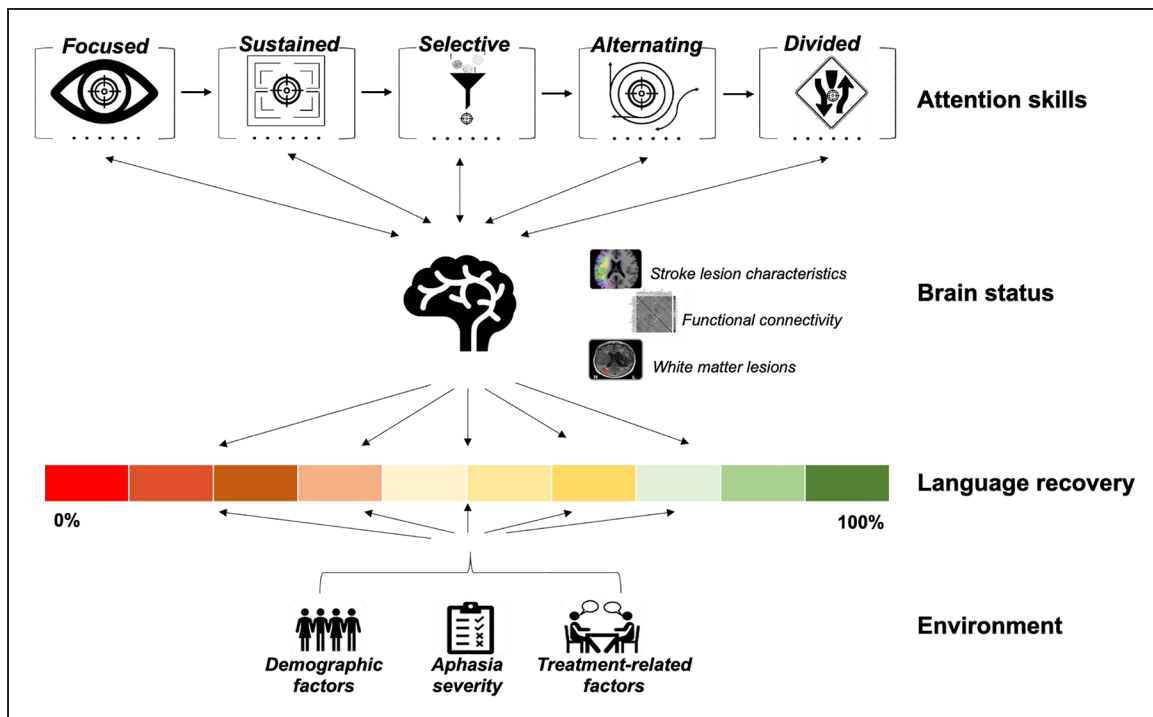 Focused
Sustained
Selective
Alternating
Divided
Attention skills
Stroke lesion characteristics
Brain status
Functional connectivity
White matter lesions
R L
Language recovery
0%
100%
Environment
Demographic
factors
Aphasia
severity
Treatment-related
factors